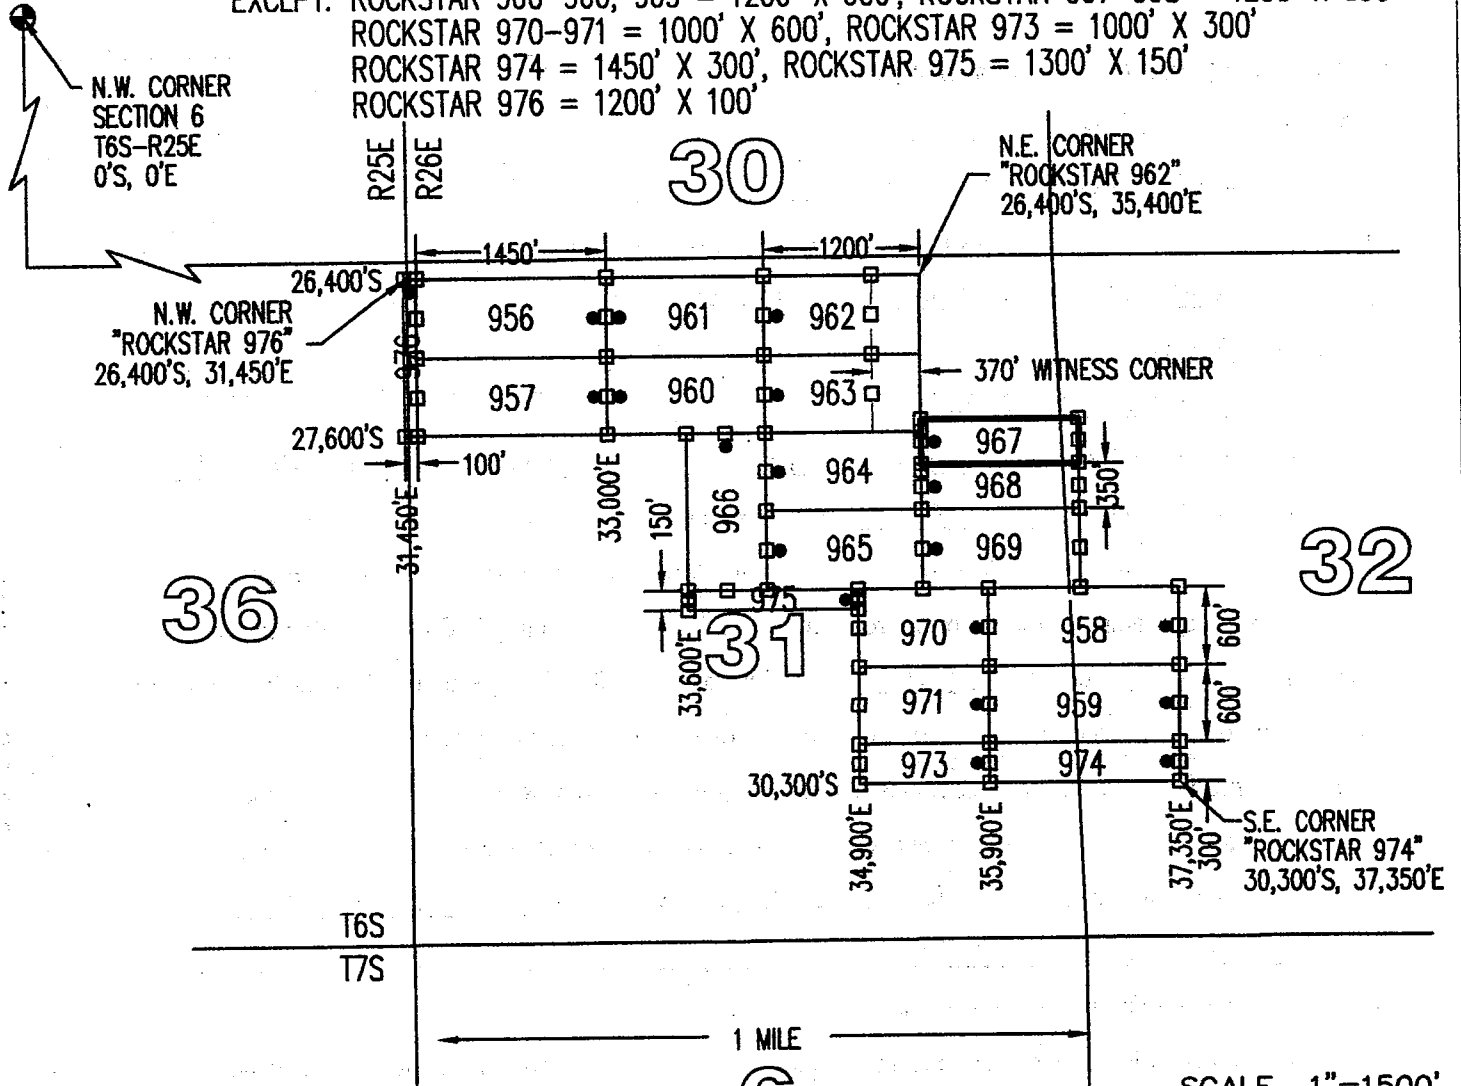 ROCKSTAR 970-971 = 1000' X 600', ROCKSTAR 973 = 1000' X 300'
ROCKSTAR 974 = 1450' X 300', ROCKSTAR 975 = 1300' X 150'
ROCKSTAR 976 = 1200' X 100'
N.W. CORNER
SECTION 6
T6S-R25E
0'S, 0'E
R25E
R26E
30
N.E. CORNER
"ROCKSTAR 962"
26,400'S, 35,400'E
1450'
1200'
26,400'S
N.W. CORNER
"ROCKSTAR 976"
26,400'S, 31,450'E
976
956
961
962
957
960
963
370' WITNESS CORNER
27,600'S
100'
31,450'E
33,000'E
150'
966
964
967
968
350'
965
969
36
32
975
31
33,600'E
970
958
600'
971
959
600'
973
974
30,300'S
34,900'E
35,900'E
37,350'E
300'
S.E. CORNER
"ROCKSTAR 974"
30,300'S, 37,350'E
T6S
T7S
1 MILE
SCALE 1"=1500'